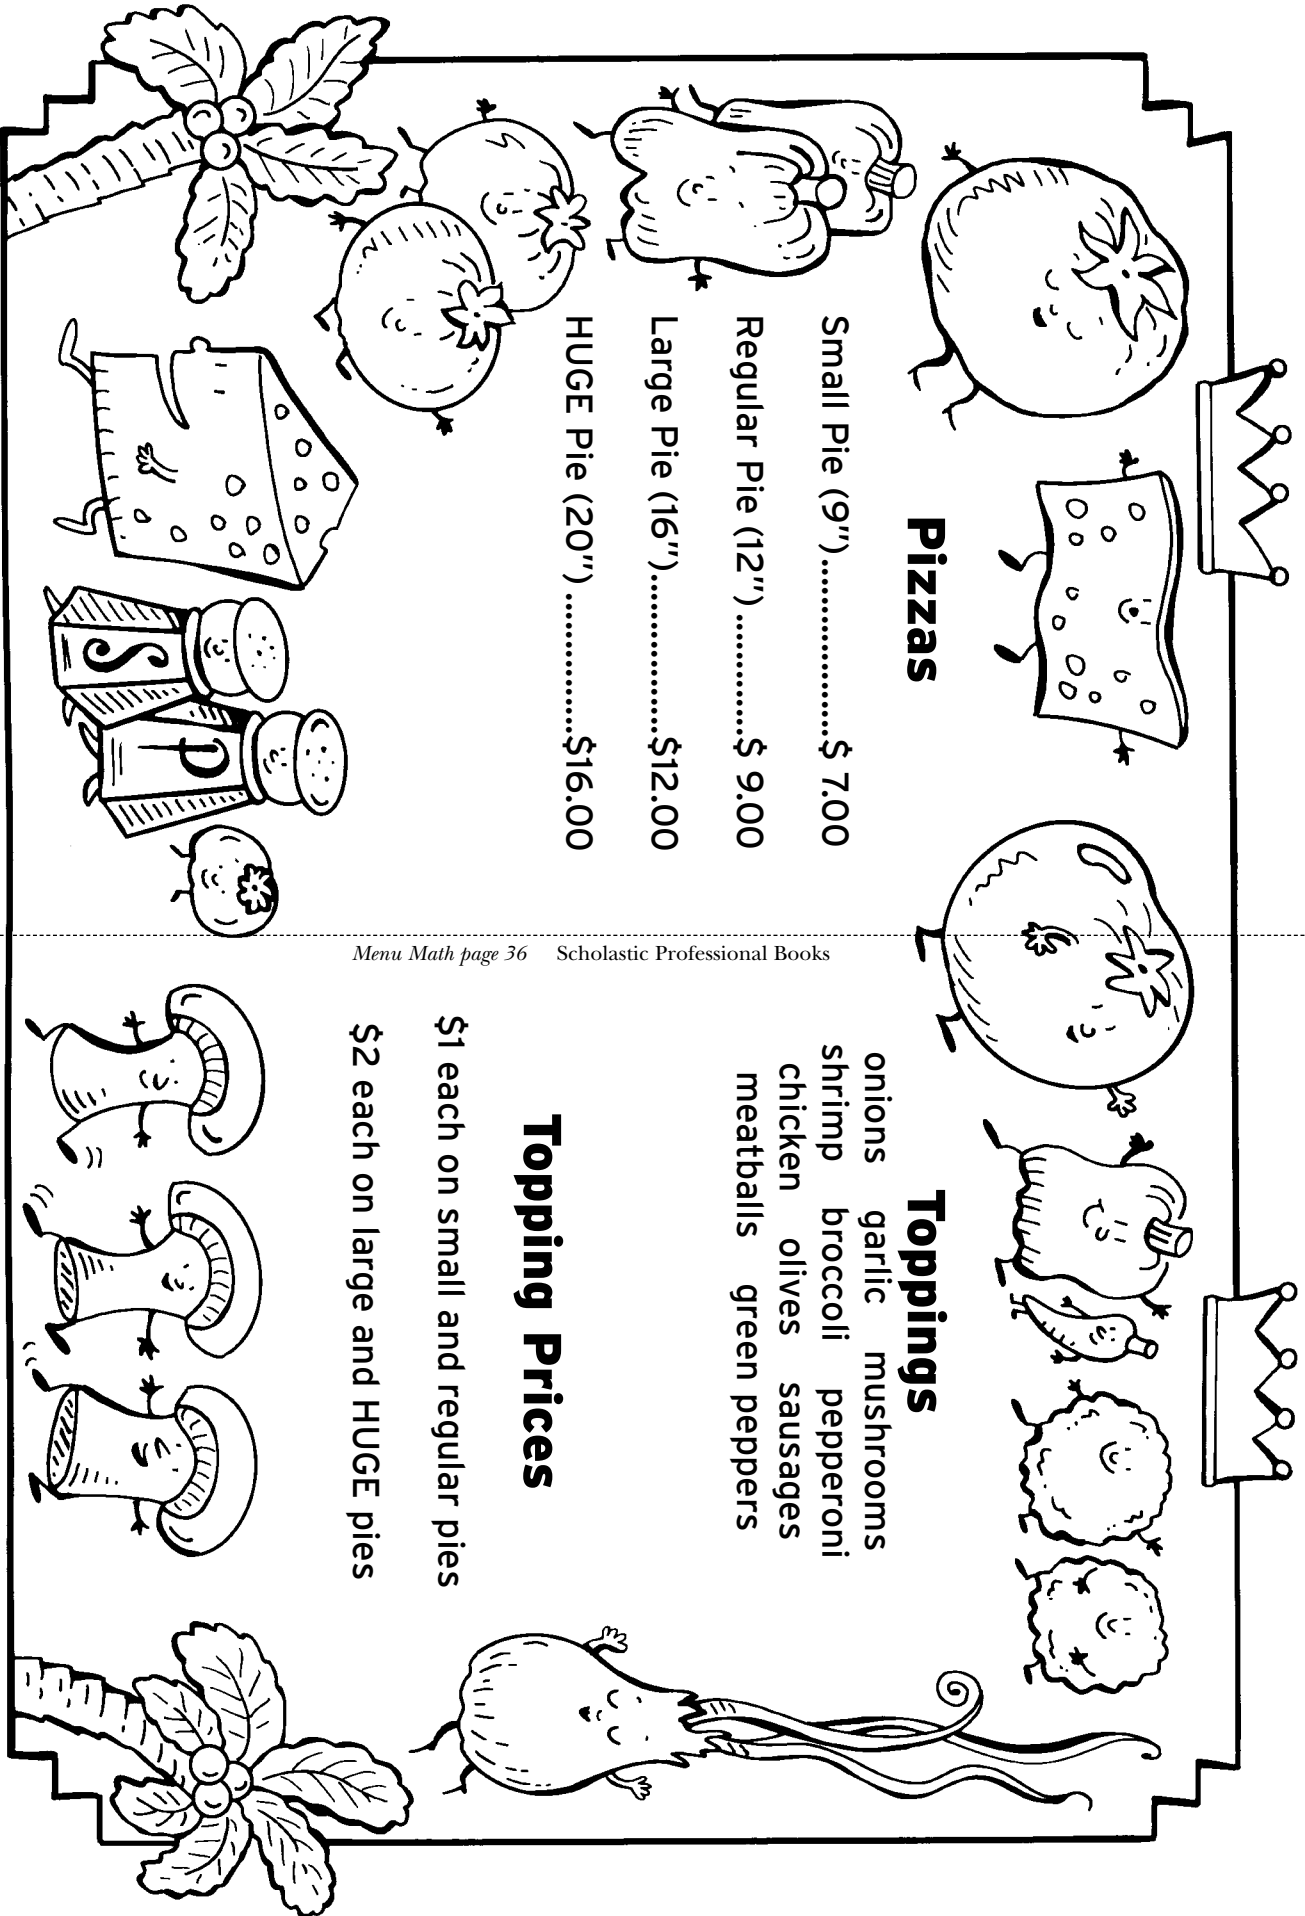 Pizzas
Small Pie (9")....................$ 7.00
Regular Pie (12") ..............$ 9.00
Large Pie (16")..................$12.00
HUGE Pie (20") ................$16.00
S
P
Menu Math page 36 Scholastic Professional Books
Toppings
onions garlic mushrooms
shrimp broccoli pepperoni
chicken olives sausages
meatballs green peppers
Topping Prices
$1 each on small and regular pies
$2 each on large and HUGE pies